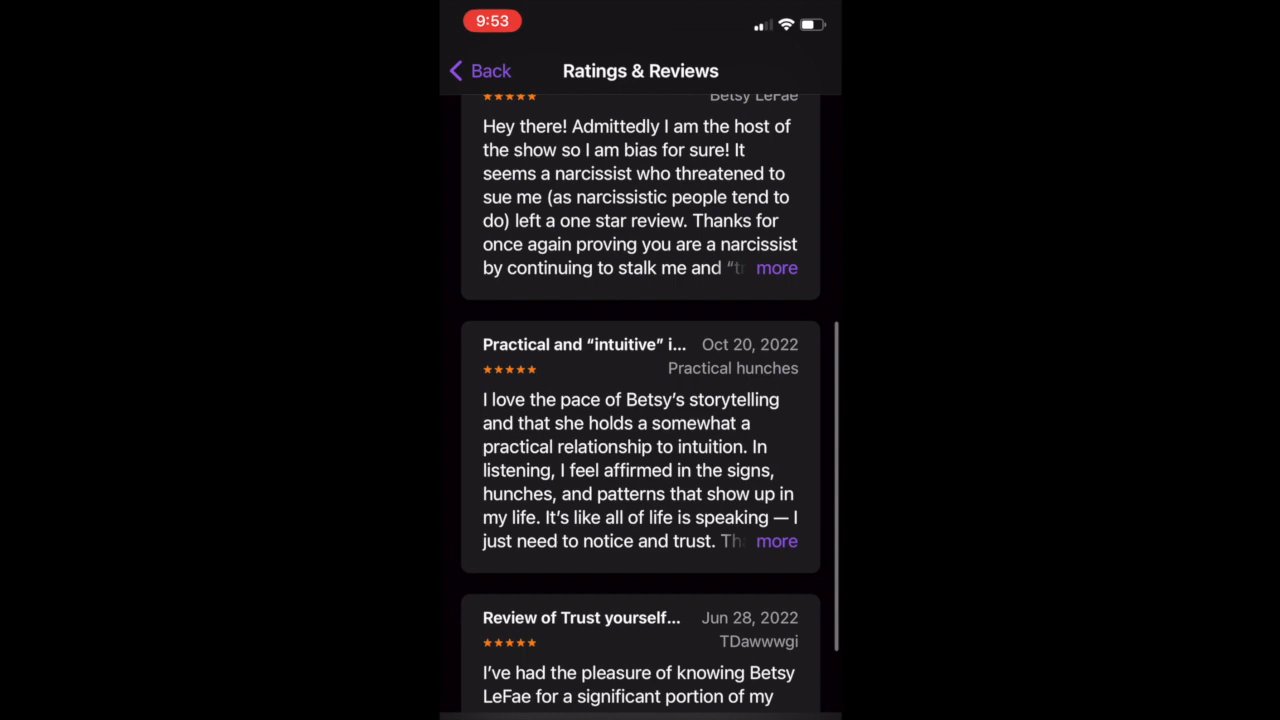 9:53
Back
Ratings & Reviews
Betsy LeFae
Hey there! Admittedly I am the host of
the show so I am bias for sure! It
seems a narcissist who threatened to
sue me (as narcissistic people tend to
do) left a one star review. Thanks for
once again proving you are a narcissist
by continuing to stalk me and “tr more
Practical and “intuitive” i... Oct 20, 2022
Practical hunches
I love the pace of Betsy’s storytelling
and that she holds a somewhat a
practical relationship to intuition. In
listening, I feel affirmed in the signs,
hunches, and patterns that show up in
my life. It’s like all of life is speaking — I
just need to notice and trust. Tha more
Review of Trust yourself... Jun 28, 2022
TDawwwgi
I’ve had the pleasure of knowing Betsy
LeFae for a significant portion of my